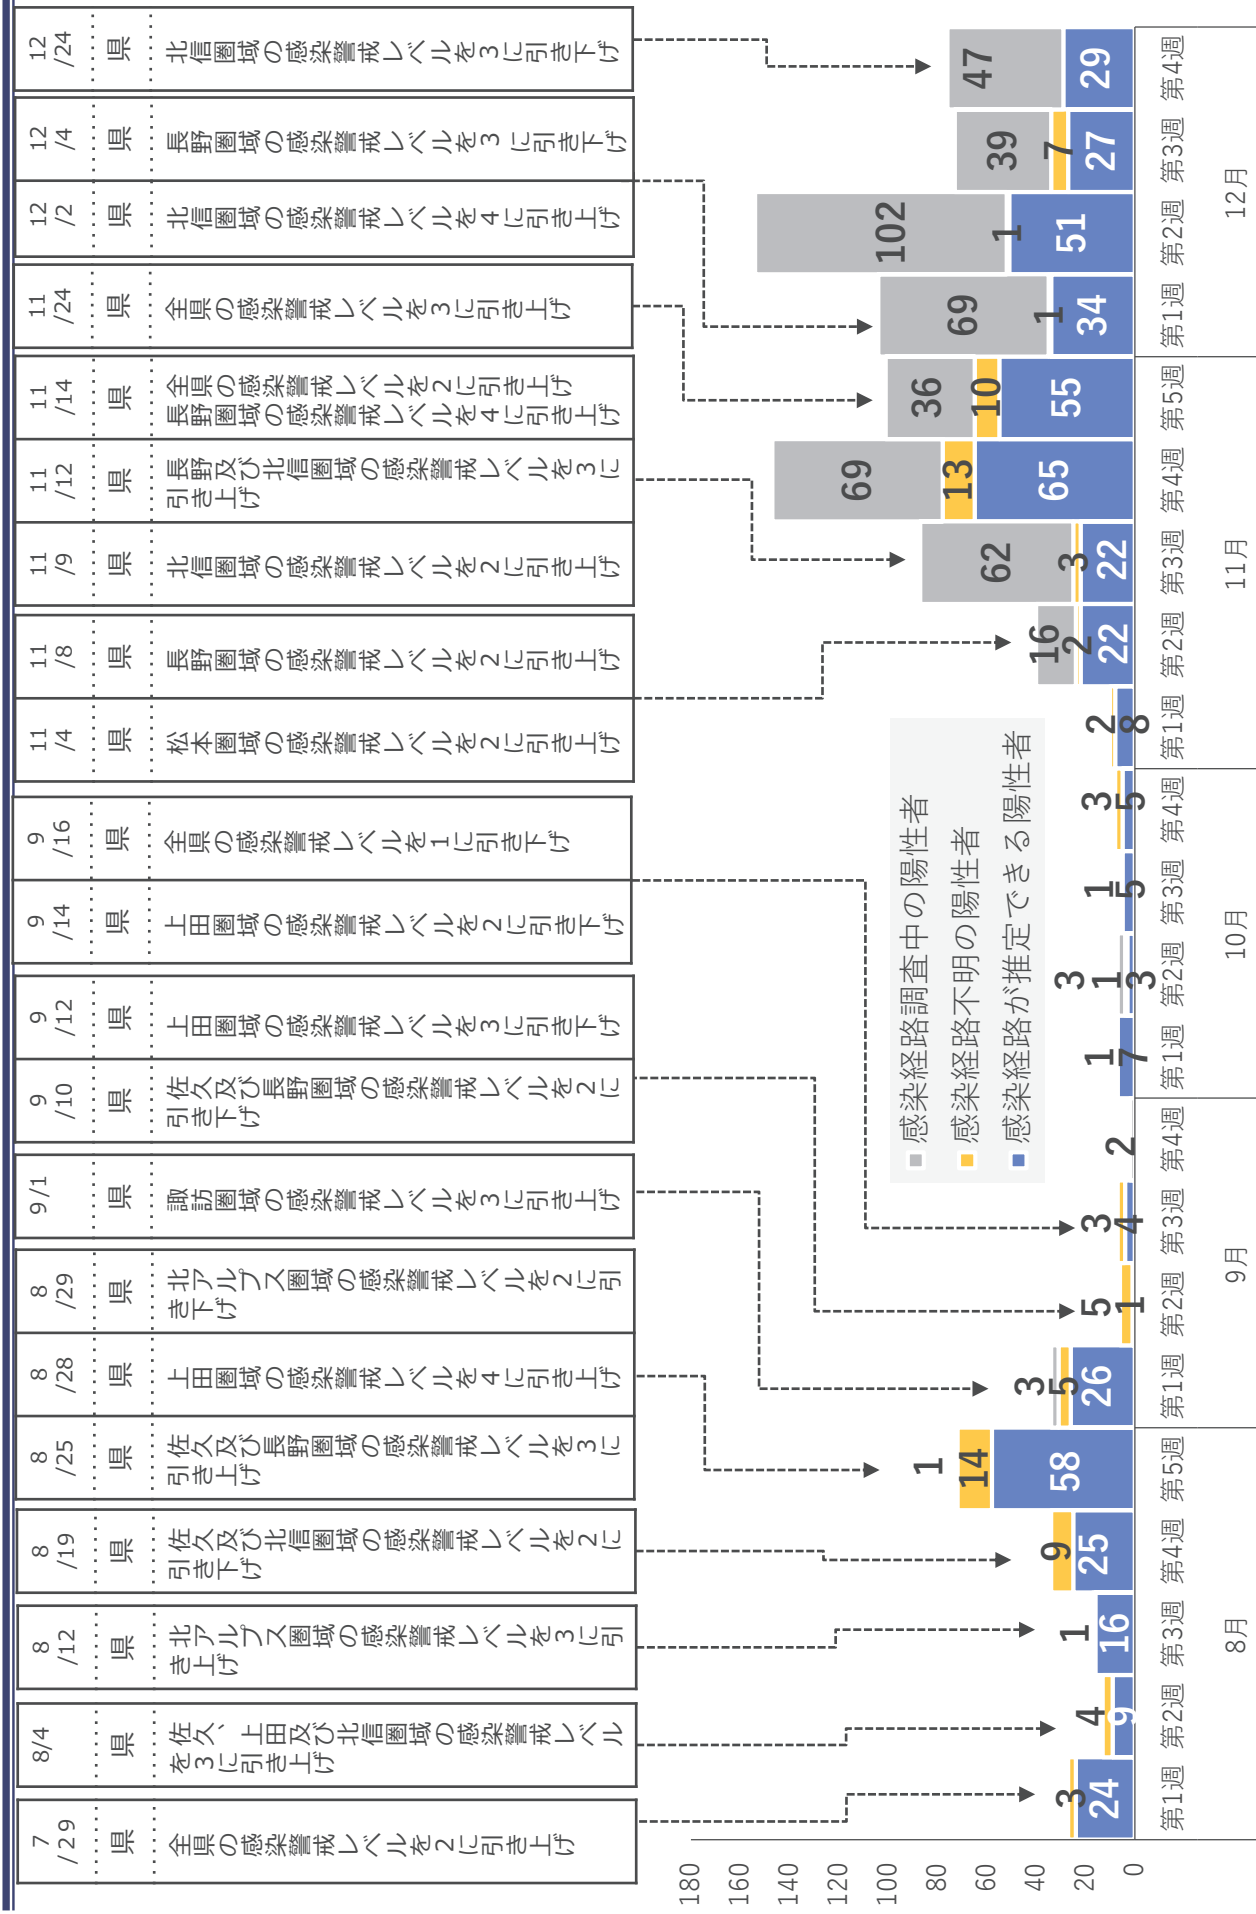 7
/29
県
全県の感染警戒レベルを2に引き上げ
8/4
県
佐久、上田及び北信圏域の感染警戒レベル
を3に引き上げ
8
/12
県
北アルプス圏域の感染警戒レベルを3に引
き上げ
8
/19
県
佐久及び北信圏域の感染警戒レベルを2に
引き下げ
8
/25
県
佐久及び長野圏域の感染警戒レベルを3に
引き上げ
8
/28
県
上田圏域の感染警戒レベルを4に引き上げ
8
/29
県
北アルプス圏域の感染警戒レベルを2に引
き下げ
9/1
県
諏訪圏域の感染警戒レベルを3に引き上げ
9
/10
県
佐久及び長野圏域の感染警戒レベルを2に
引き下げ
9
/12
県
上田圏域の感染警戒レベルを3に引き下げ
9
/14
県
上田圏域の感染警戒レベルを2に引き下げ
9
/16
県
全県の感染警戒レベルを1に引き下げ
11
/4
県
松本圏域の感染警戒レベルを2に引き上げ
11
/8
県
長野圏域の感染警戒レベルを2に引き上げ
11
/9
県
北信圏域の感染警戒レベルを2に引き上げ
11
/12
県
長野及び北信圏域の感染警戒レベルを3に
引き上げ
11
/14
県
全県の感染警戒レベルを2に引き上げ
長野圏域の感染警戒レベルを4に引き上げ
11
/24
県
全県の感染警戒レベルを3に引き上げ
12
/2
県
北信圏域の感染警戒レベルを4に引き上げ
12
/4
県
長野圏域の感染警戒レベルを3 に引き下げ
12
/24
県
北信圏域の感染警戒レベルを3に引き下げ
180
160
140
120
100
80
60
40
20
0
感染経路調査中の陽性者
感染経路不明の陽性者
感染経路が推定できる陽性者
3
24
4
9
1
16
9
25
1
14
58
3
5
26
5
1
3
4
2
1
7
3
1
3
1
5
3
5
2
8
16
2
22
62
3
22
69
13
65
36
10
55
69
1
34
102
1
51
39
7
27
47
29
第1週 第2週 第3週 第4週 第5週 第1週 第2週 第3週 第4週 第1週 第2週 第3週 第4週 第1週 第2週 第3週 第4週 第5週 第1週 第2週 第3週 第4週
8月 9月 10月 11月 12月